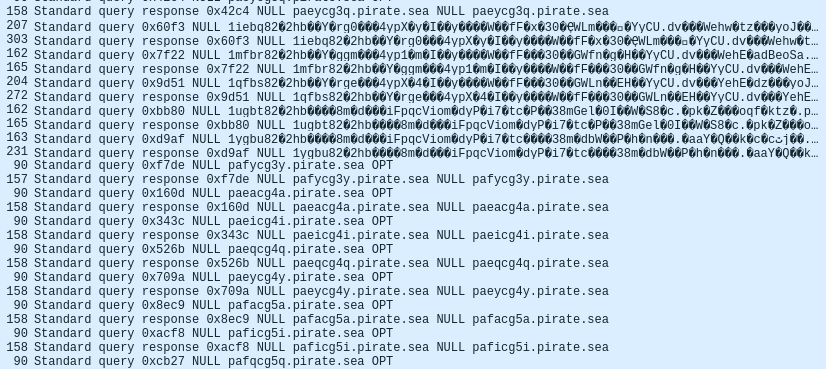 158 Standard query response 0x42c4 NULL paeycg3q.pirate.sea NULL paeycg3q.pirate.sea
207 Standard query 0x60f3 NULL 1iebq82�2hb��Y�rg0���4ypX�y�I��y����W��fF�x�30�
303 Standard query response 0x60f3 NULL 1iebq82�2hb��Y�rg0���4ypX�y�I��y����W��fF�x�30�
162 Standard query 0x7f22 NULL 1mfbr82�2hb��Y�ggm���4yp1�m�I��y����W��fF���30��GWfn�g�H��YyCU.dv���WehE�adBeoSa.…
165 Standard query response 0x7f22 NULL 1mfbr82�2hb��Y�ggm���4yp1�m�I��y����W��fF���30��GWfn�g�H��YyCU.dv���WehE…
204 Standard query 0x9d51 NULL 1qfbs82�2hb��Y�rge���4ypX�4�I��y����W��fF���30��GWLn��EH��YyCU.dv���YehE�dz���yoJ…
272 Standard query response 0x9d51 NULL 1qfbs82�2hb��Y�rge���4ypX�4�I��y����W��fF���30��GWLn��EH��YyCU.dv���YehE…
162 Standard query 0xbb80 NULL 1ugbt82�2hb����8m�d���iFpqcViom�dyP�i7�tc�P��38mGel�0I��W�S8�c.�pk�Z���oqf�ktz�.p…
165 Standard query response 0xbb80 NULL 1ugbt82�2hb����8m�d���iFpqcViom�dyP�i7�tc�P��38mGel�0I��W�S8�c.�pk�Z���o…
163 Standard query 0xd9af NULL 1ygbu82�2hb����8m�d���iFpqcViom�dyP�i7�tc����38m�dbW��P�h�n���.�aaY�Q��k�c�
231 Standard query response 0xd9af NULL 1ygbu82�2hb����8m�d���iFpqcViom�dyP�i7�tc����38m�dbW��P�h�n���.�aaY�Q��k…
90 Standard query 0xf7de NULL pafycg3y.pirate.sea OPT
157 Standard query response 0xf7de NULL pafycg3y.pirate.sea NULL pafycg3y.pirate.sea
90 Standard query 0x160d NULL paeacg4a.pirate.sea OPT
158 Standard query response 0x160d NULL paeacg4a.pirate.sea NULL paeacg4a.pirate.sea
90 Standard query 0x343c NULL paeicg4i.pirate.sea OPT
158 Standard query response 0x343c NULL paeicg4i.pirate.sea NULL paeicg4i.pirate.sea
90 Standard query 0x526b NULL paeqcg4q.pirate.sea OPT
158 Standard query response 0x526b NULL paeqcg4q.pirate.sea NULL paeqcg4q.pirate.sea
90 Standard query 0x709a NULL paeycg4y.pirate.sea OPT
158 Standard query response 0x709a NULL paeycg4y.pirate.sea NULL paeycg4y.pirate.sea
90 Standard query 0x8ec9 NULL pafacg5a.pirate.sea OPT
158 Standard query response 0x8ec9 NULL pafacg5a.pirate.sea NULL pafacg5a.pirate.sea
90 Standard query 0xacf8 NULL paficg5i.pirate.sea OPT
158 Standard query response 0xacf8 NULL paficg5i.pirate.sea NULL paficg5i.pirate.sea
90 Standard query 0xcb27 NULL pafqcg5q.pirate.sea OPT